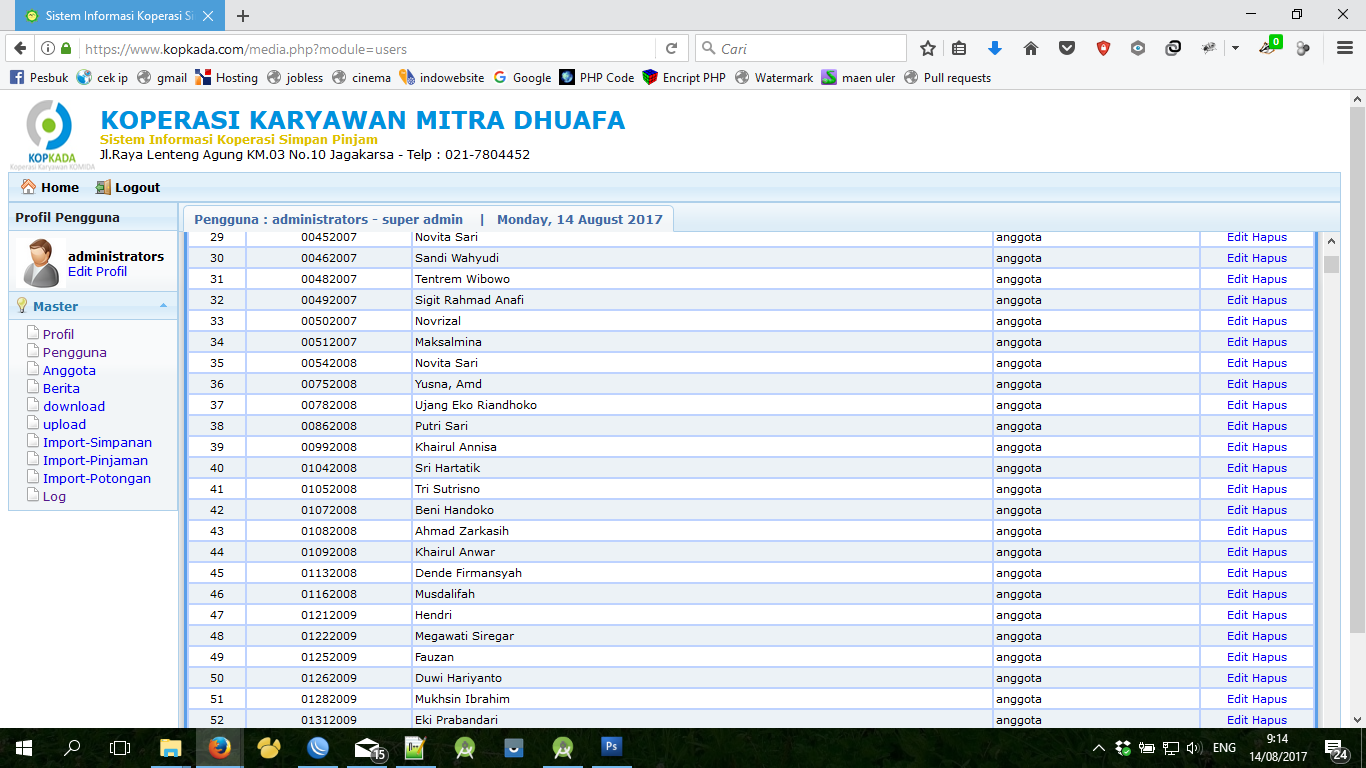 Sistem Informasi Koperasi Si
https://www.kopkada.com/media.php?module=users
Cari
0
Pesbuk cek ip gmail Hosting jobless cinema indowebsite Google PHP Code Encript PHP Watermark maen uler Pull requests
KOPERASI KARYAWAN MITRA DHUAFA
Sistem Informasi Koperasi Simpan Pinjam
Jl.Raya Lenteng Agung KM.03 No.10 Jagakarsa - Telp : 021-7804452
KOPKADA
Koperasi Karyawan KOMIDA
Home Logout
Profil Pengguna
administrators
Edit Profil
Master
Profil
Pengguna
Anggota
Berita
download
upload
Import-Simpanan
Import-Pinjaman
Import-Potongan
Log
Pengguna : administrators - super admin | Monday, 14 August 2017
29 00452007 Novita Sari anggota Edit Hapus
30 00462007 Sandi Wahyudi anggota Edit Hapus
31 00482007 Tentrem Wibowo anggota Edit Hapus
32 00492007 Sigit Rahmad Anafi anggota Edit Hapus
33 00502007 Novrizal anggota Edit Hapus
34 00512007 Maksalmina anggota Edit Hapus
35 00542008 Novita Sari anggota Edit Hapus
36 00752008 Yusna, Amd anggota Edit Hapus
37 00782008 Ujang Eko Riandhoko anggota Edit Hapus
38 00862008 Putri Sari anggota Edit Hapus
39 00992008 Khairul Annisa anggota Edit Hapus
40 01042008 Sri Hartatik anggota Edit Hapus
41 01052008 Tri Sutrisno anggota Edit Hapus
42 01072008 Beni Handoko anggota Edit Hapus
43 01082008 Ahmad Zarkasih anggota Edit Hapus
44 01092008 Khairul Anwar anggota Edit Hapus
45 01132008 Dende Firmansyah anggota Edit Hapus
46 01162008 Musdalifah anggota Edit Hapus
47 01212009 Hendri anggota Edit Hapus
48 01222009 Megawati Siregar anggota Edit Hapus
49 01252009 Fauzan anggota Edit Hapus
50 01262009 Duwi Hariyanto anggota Edit Hapus
51 01282009 Mukhsin Ibrahim anggota Edit Hapus
52 01312009 Eki Prabandari anggota Edit Hapus
15
Ps
ENG
9:14
14/08/2017
24